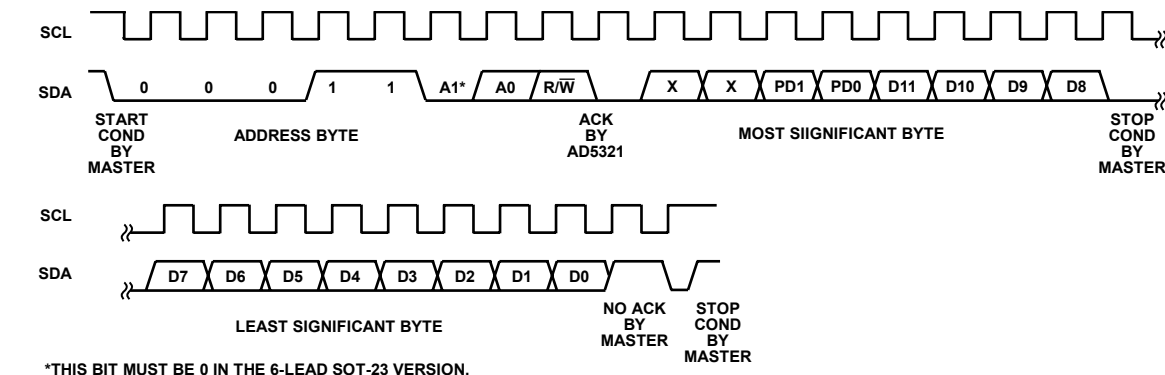 SCL
SDA
0 0 0 1 1 A1* A0 R/W̅ X X PD1 PD0 D11 D10 D9 D8
START
COND
BY
MASTER
ADDRESS BYTE
ACK
BY
AD5321
MOST SIIGNIFICANT BYTE
STOP
COND
BY
MASTER
SCL
SDA
D7 D6 D5 D4 D3 D2 D1 D0
LEAST SIGNIFICANT BYTE
NO ACK
BY
MASTER
STOP
COND
BY
MASTER
*THIS BIT MUST BE 0 IN THE 6-LEAD SOT-23 VERSION.